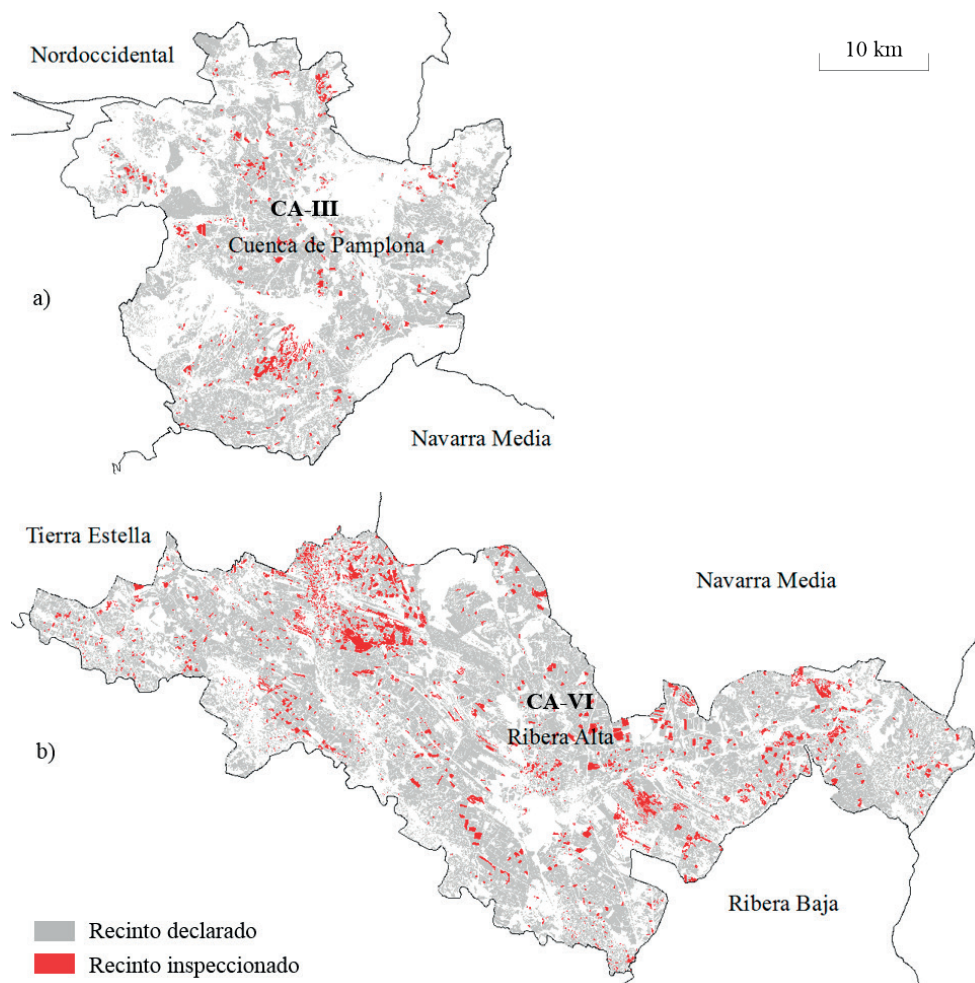 Nordoccidental
10 km
CA-III
Cuenca de Pamplona
a)
Navarra Media
Tierra Estella
Navarra Media
CA-VI
Ribera Alta
b)
Ribera Baja
Recinto declarado
Recinto inspeccionado